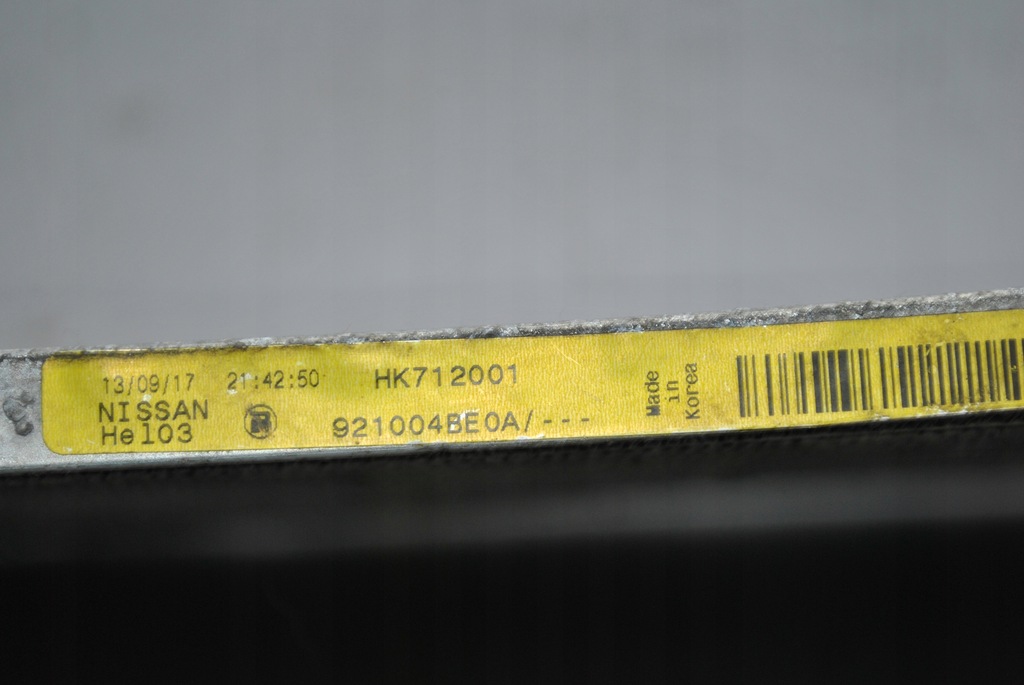 13/09/17 21:42:50 HK712001
NISSAN
He103
921004BE0A/---
Made
in
Korea